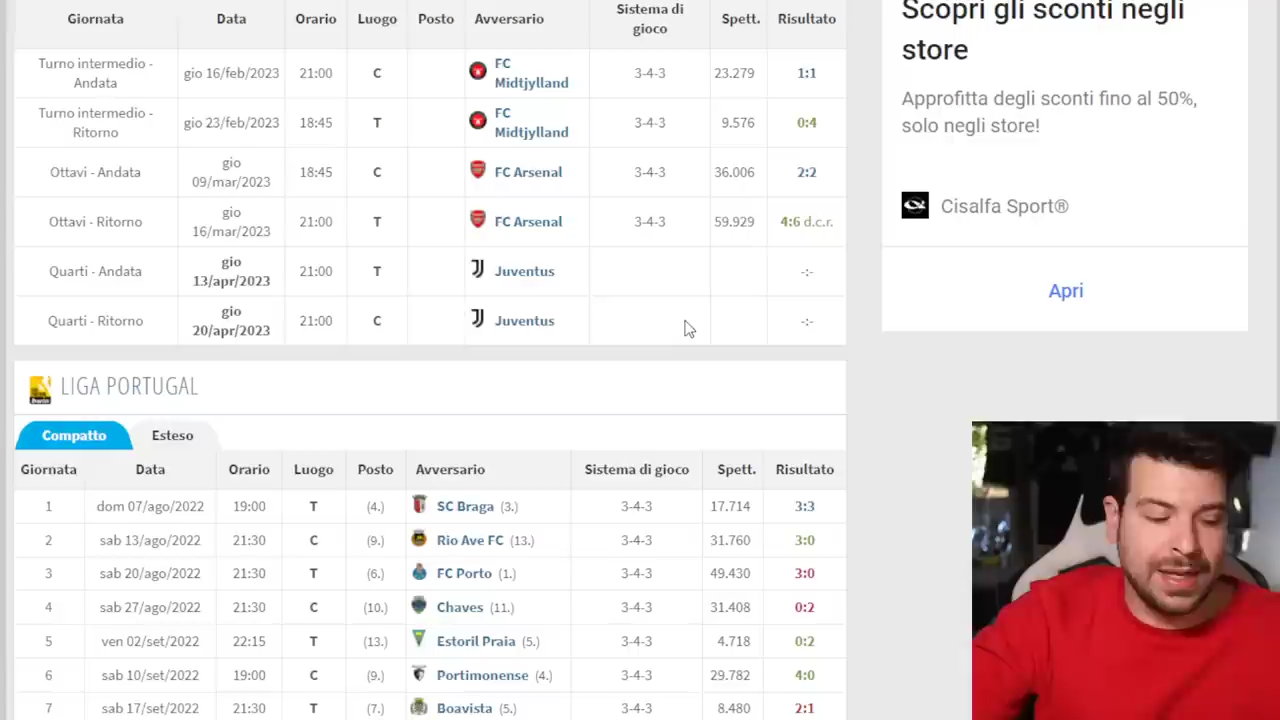 Giornata Data Orario Luogo Posto Avversario Sistema di gioco Spett. Risultato
Turno intermedio - Andata gio 16/feb/2023 21:00 C FC Midtjylland 3-4-3 23.279 1:1
Turno intermedio - Ritorno gio 23/feb/2023 18:45 T FC Midtjylland 3-4-3 9.576 0:4
Ottavi - Andata gio 09/mar/2023 18:45 C FC Arsenal 3-4-3 36.006 2:2
Ottavi - Ritorno gio 16/mar/2023 21:00 T FC Arsenal 3-4-3 59.929 4:6 d.c.r.
Quarti - Andata gio 13/apr/2023 21:00 T Juventus -:-
Quarti - Ritorno gio 20/apr/2023 21:00 C Juventus -:-
LIGA PORTUGAL
Compatto Esteso
Giornata Data Orario Luogo Posto Avversario Sistema di gioco Spett. Risultato
1 dom 07/ago/2022 19:00 T (4.) SC Braga (3.) 3-4-3 17.714 3:3
2 sab 13/ago/2022 21:30 C (9.) Rio Ave FC (13.) 3-4-3 31.760 3:0
3 sab 20/ago/2022 21:30 T (6.) FC Porto (1.) 3-4-3 49.430 3:0
4 sab 27/ago/2022 21:30 C (10.) Chaves (11.) 3-4-3 31.408 0:2
5 ven 02/set/2022 22:15 T (13.) Estoril Praia (5.) 3-4-3 4.718 0:2
6 sab 10/set/2022 19:00 C (9.) Portimonense (4.) 3-4-3 29.782 4:0
7 sab 17/set/2022 21:30 T (7.) Boavista (5.) 3-4-3 8.480 2:1
Scopri gli sconti negli
store
Approfitta degli sconti fino al 50%,
solo negli store!
Cisalfa Sport®
Apri